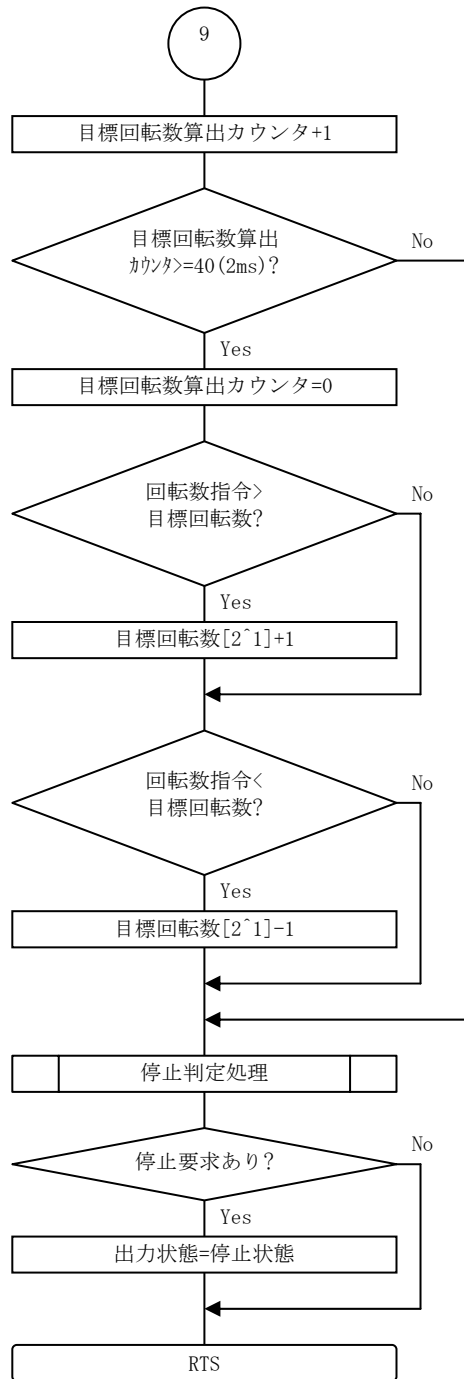 9
目標回転数算出カウンタ+1
目標回転数算出
ｶｳﾝﾀ>=40(2ms)?
No
Yes
目標回転数算出カウンタ=0
回転数指令>
目標回転数?
No
Yes
目標回転数[2^1]+1
回転数指令<
目標回転数?
No
Yes
目標回転数[2^1]-1
停止判定処理
停止要求あり?
No
Yes
出力状態=停止状態
RTS